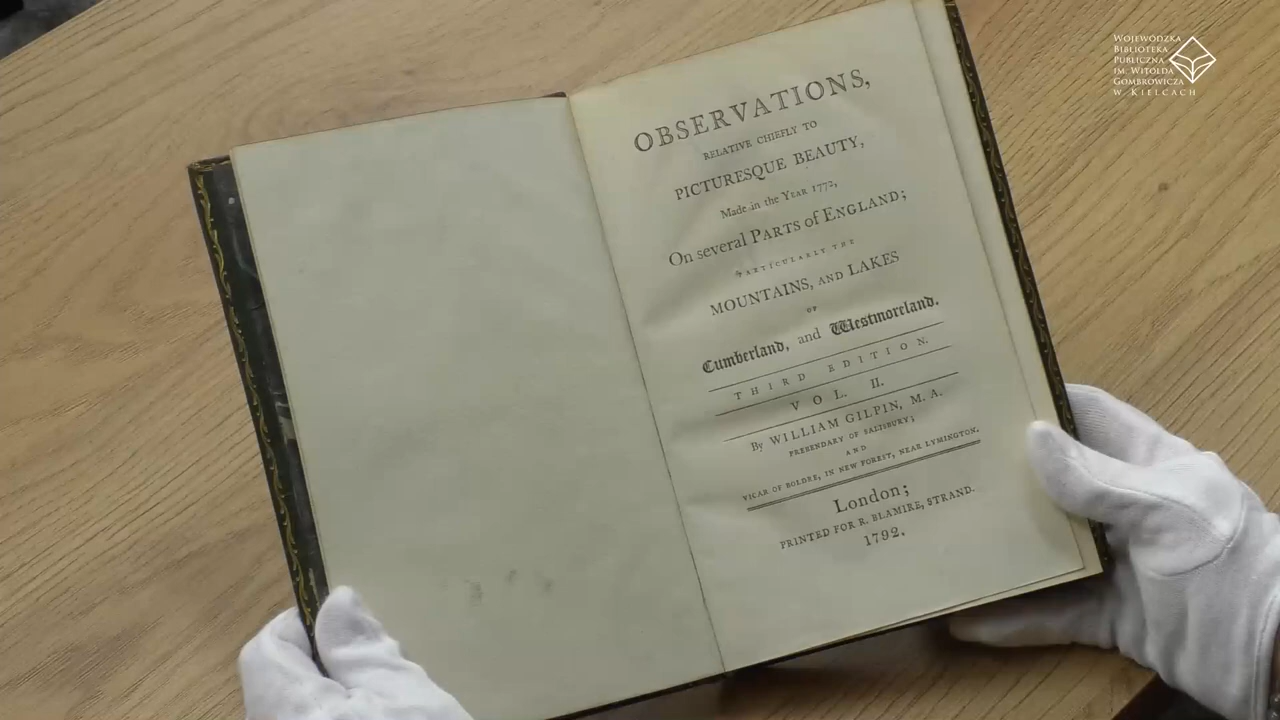 OBSERVATIONS,
RELATIVE CHIEFLY TO
PICTURESQUE BEAUTY,
Made in the YEAR 1772,
On several PARTS of ENGLAND;
PARTICULARLY THE
MOUNTAINS, AND LAKES
OF
Cumberland, and Westmoreland.
THIRD EDITION.
VOL. II.
By WILLIAM GILPIN, M. A.
PREBENDARY OF SALISBURY;
AND
VICAR OF BOLDRE, IN NEW FOREST, NEAR LYMINGTON.
London;
PRINTED FOR R. BLAMIRE, STRAND.
1792.
WOJEWÓDZKA
BIBLIOTEKA
PUBLICZNA
IM. WITOLDA
GOMBROWICZA
W KIELCACH